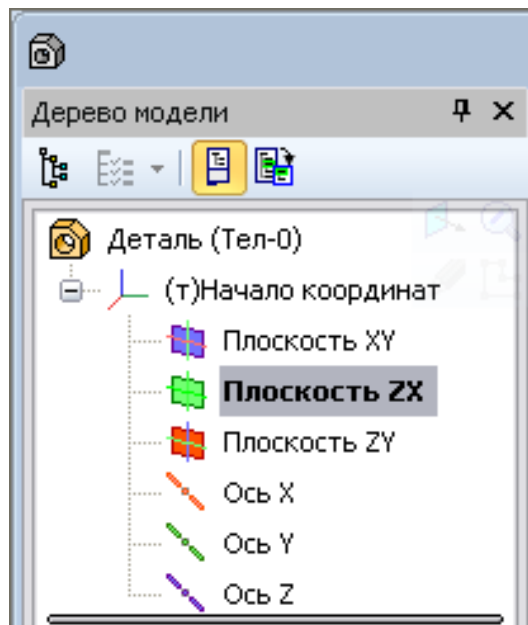 Дерево модели
Деталь (Тел-0)
(т)Начало координат
Плоскость XY
Плоскость ZX
Плоскость ZY
Ось X
Ось Y
Ось Z